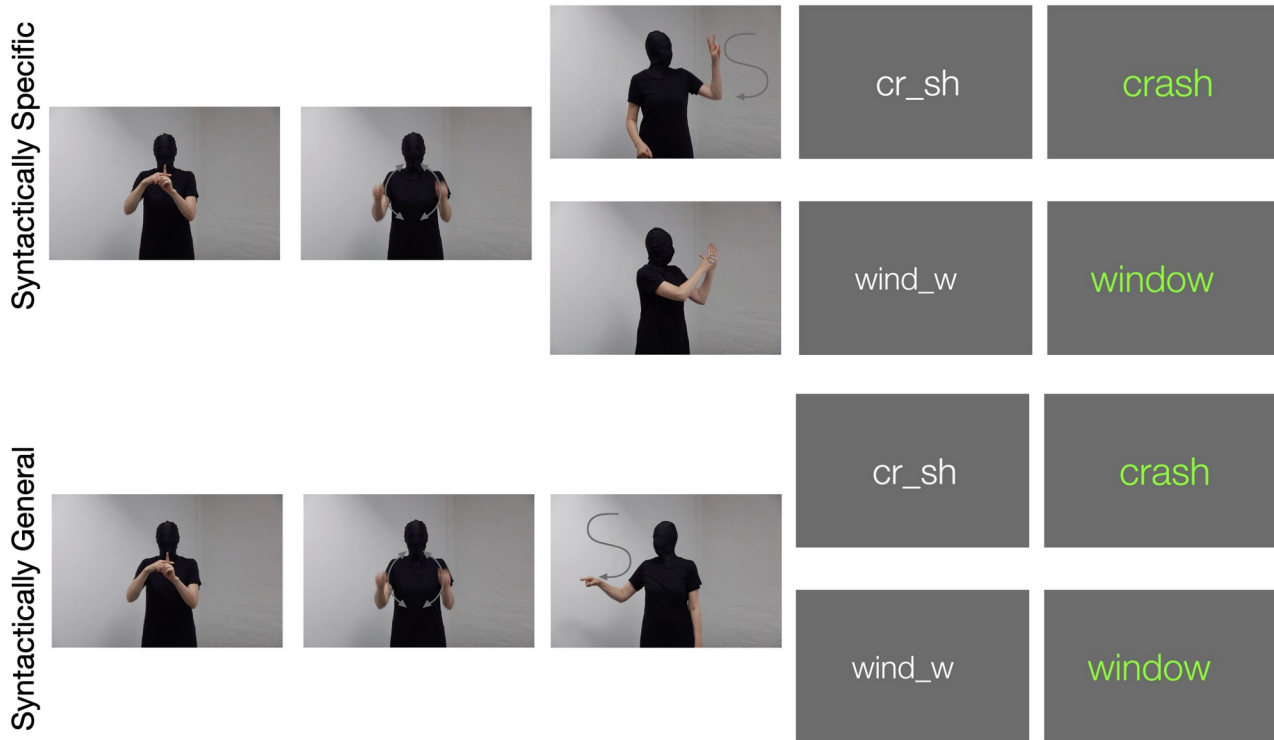 Syntactically Specific
cr_sh
crash
wind_w
window
Syntactically General
cr_sh
crash
wind_w
window